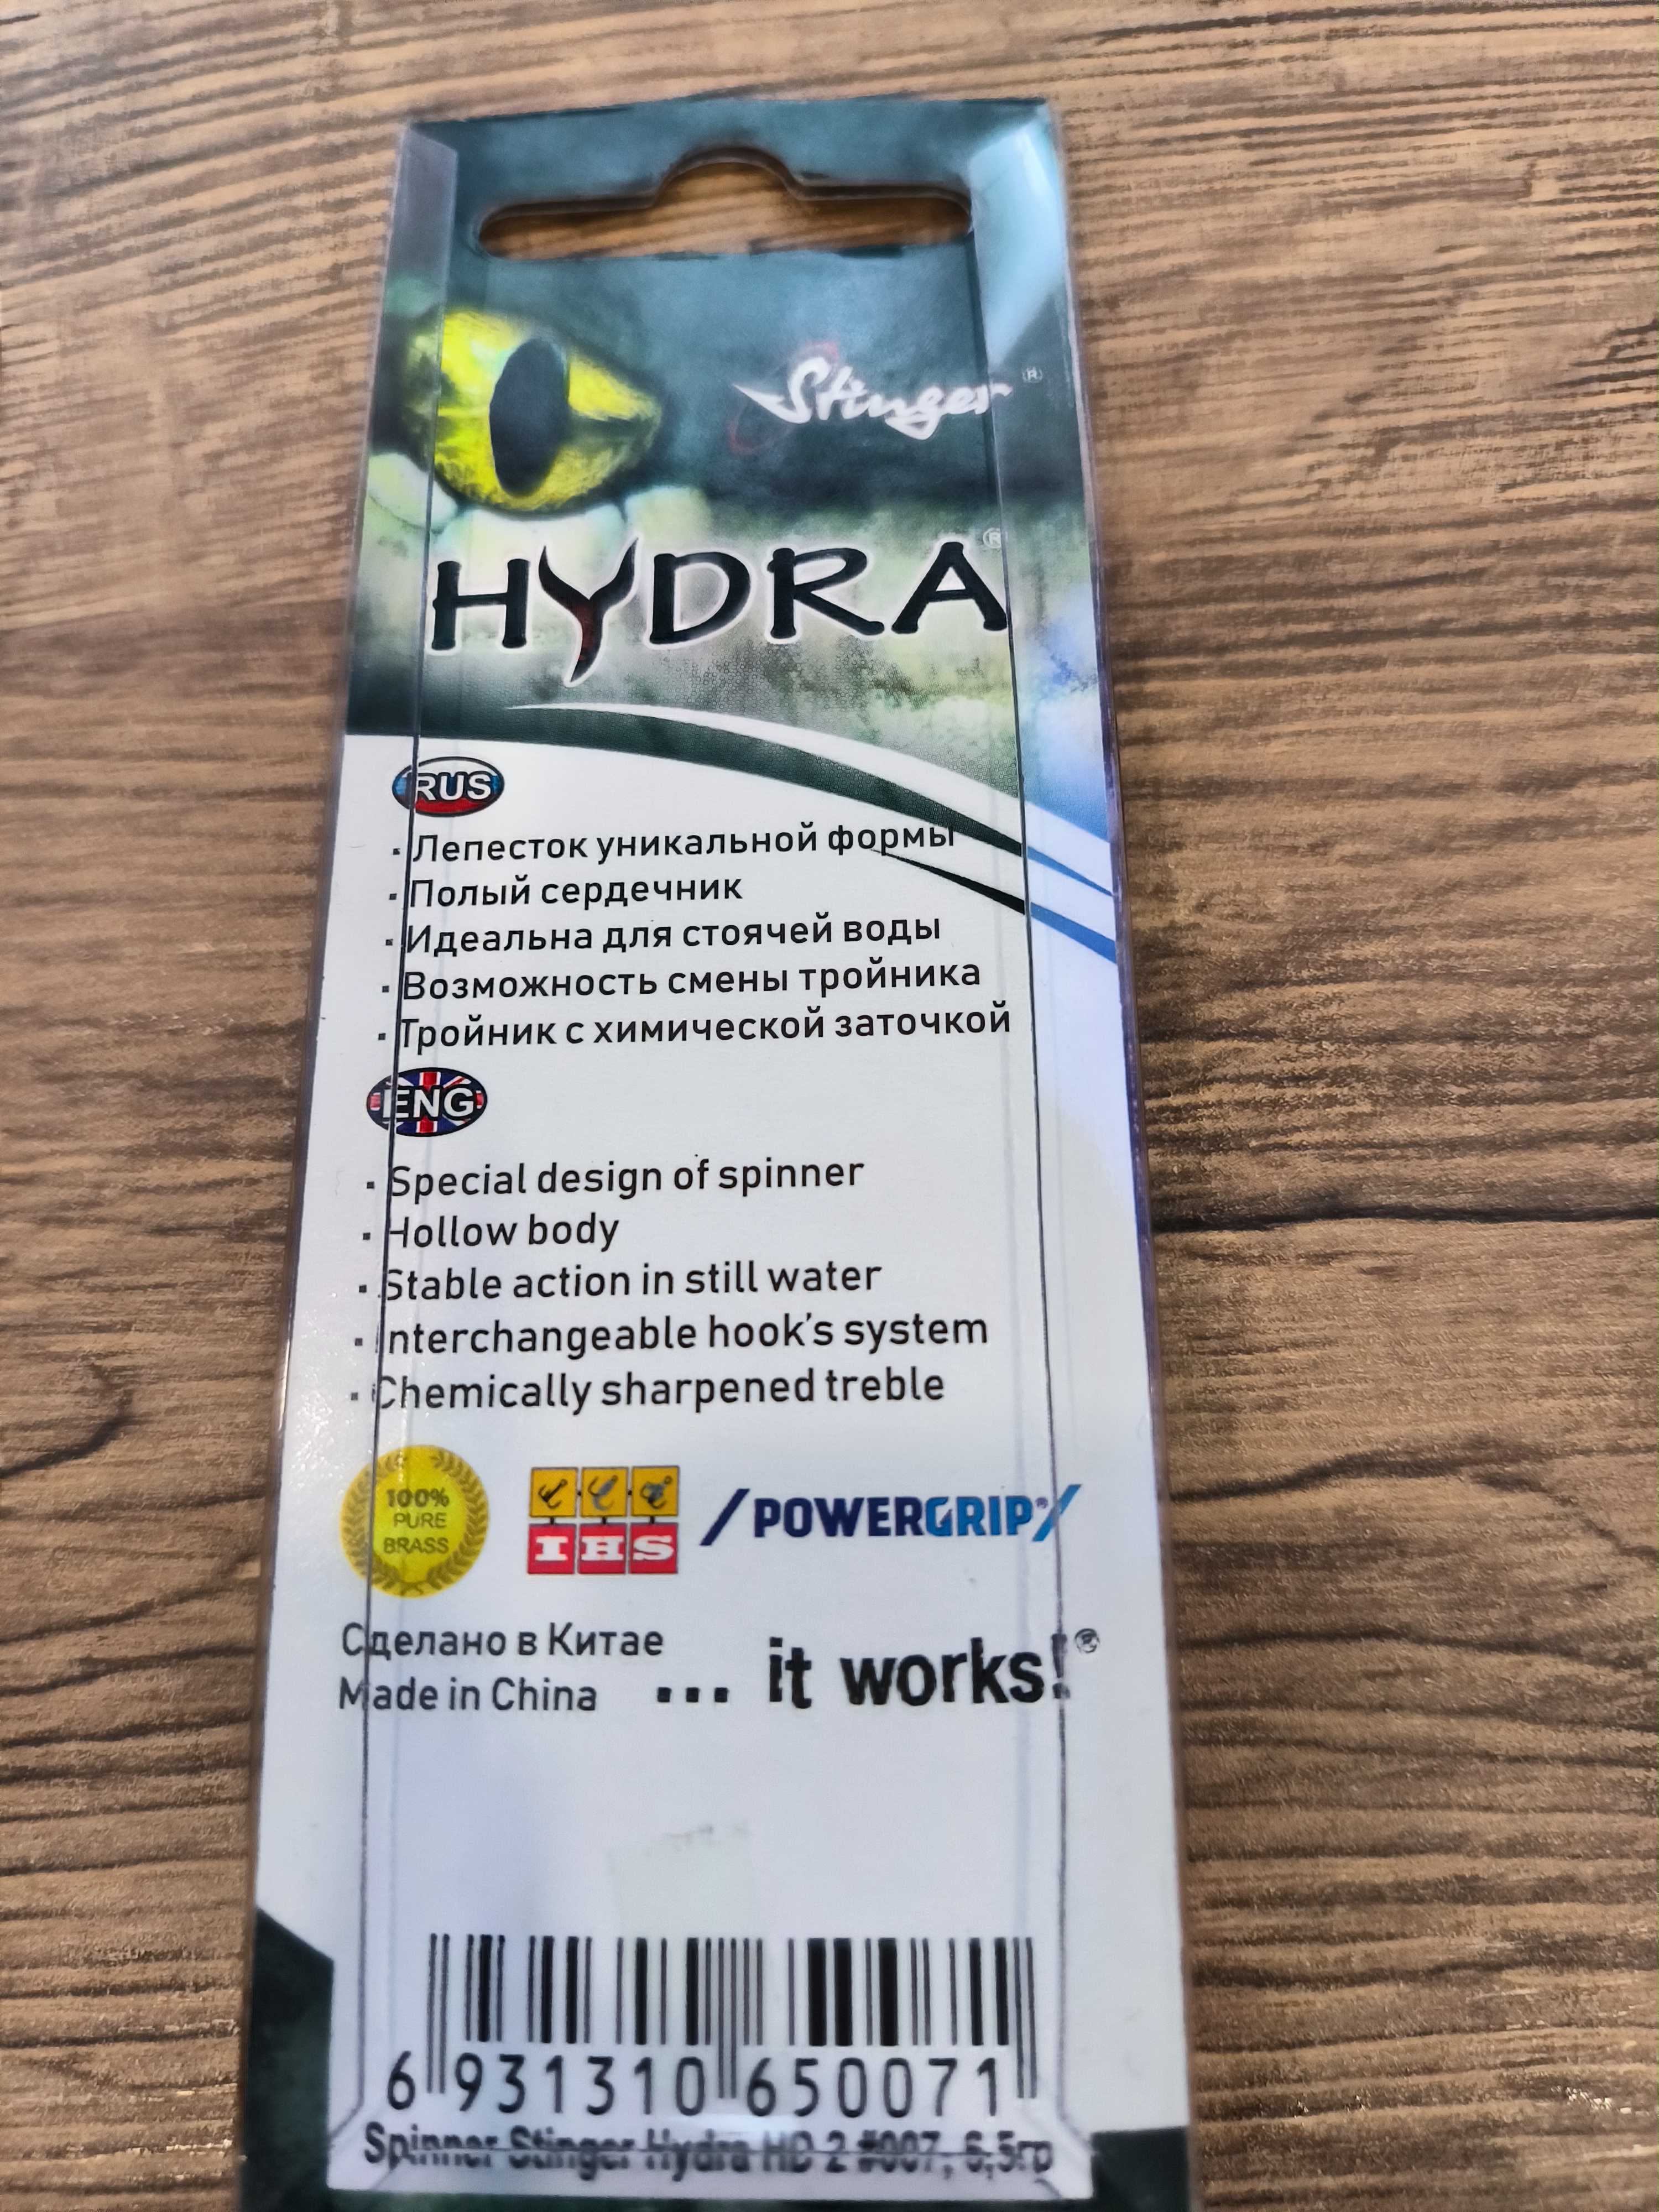 Stinger®
HYDRA®
RUS
· Лепесток уникальной формы
· Полый сердечник
· Идеальна для стоячей воды
· Возможность смены тройника
· Тройник с химической заточкой
ENG
· Special design of spinner
· Hollow body
· Stable action in still water
· Interchangeable hook's system
· Chemically sharpened treble
100%
PURE
BRASS
IHS
/POWERGRIP®/
Сделано в Китае
Made in China
... it works!®
6 931310 650071
Spinner Stinger Hydra HD 2 #007, 6,5гр